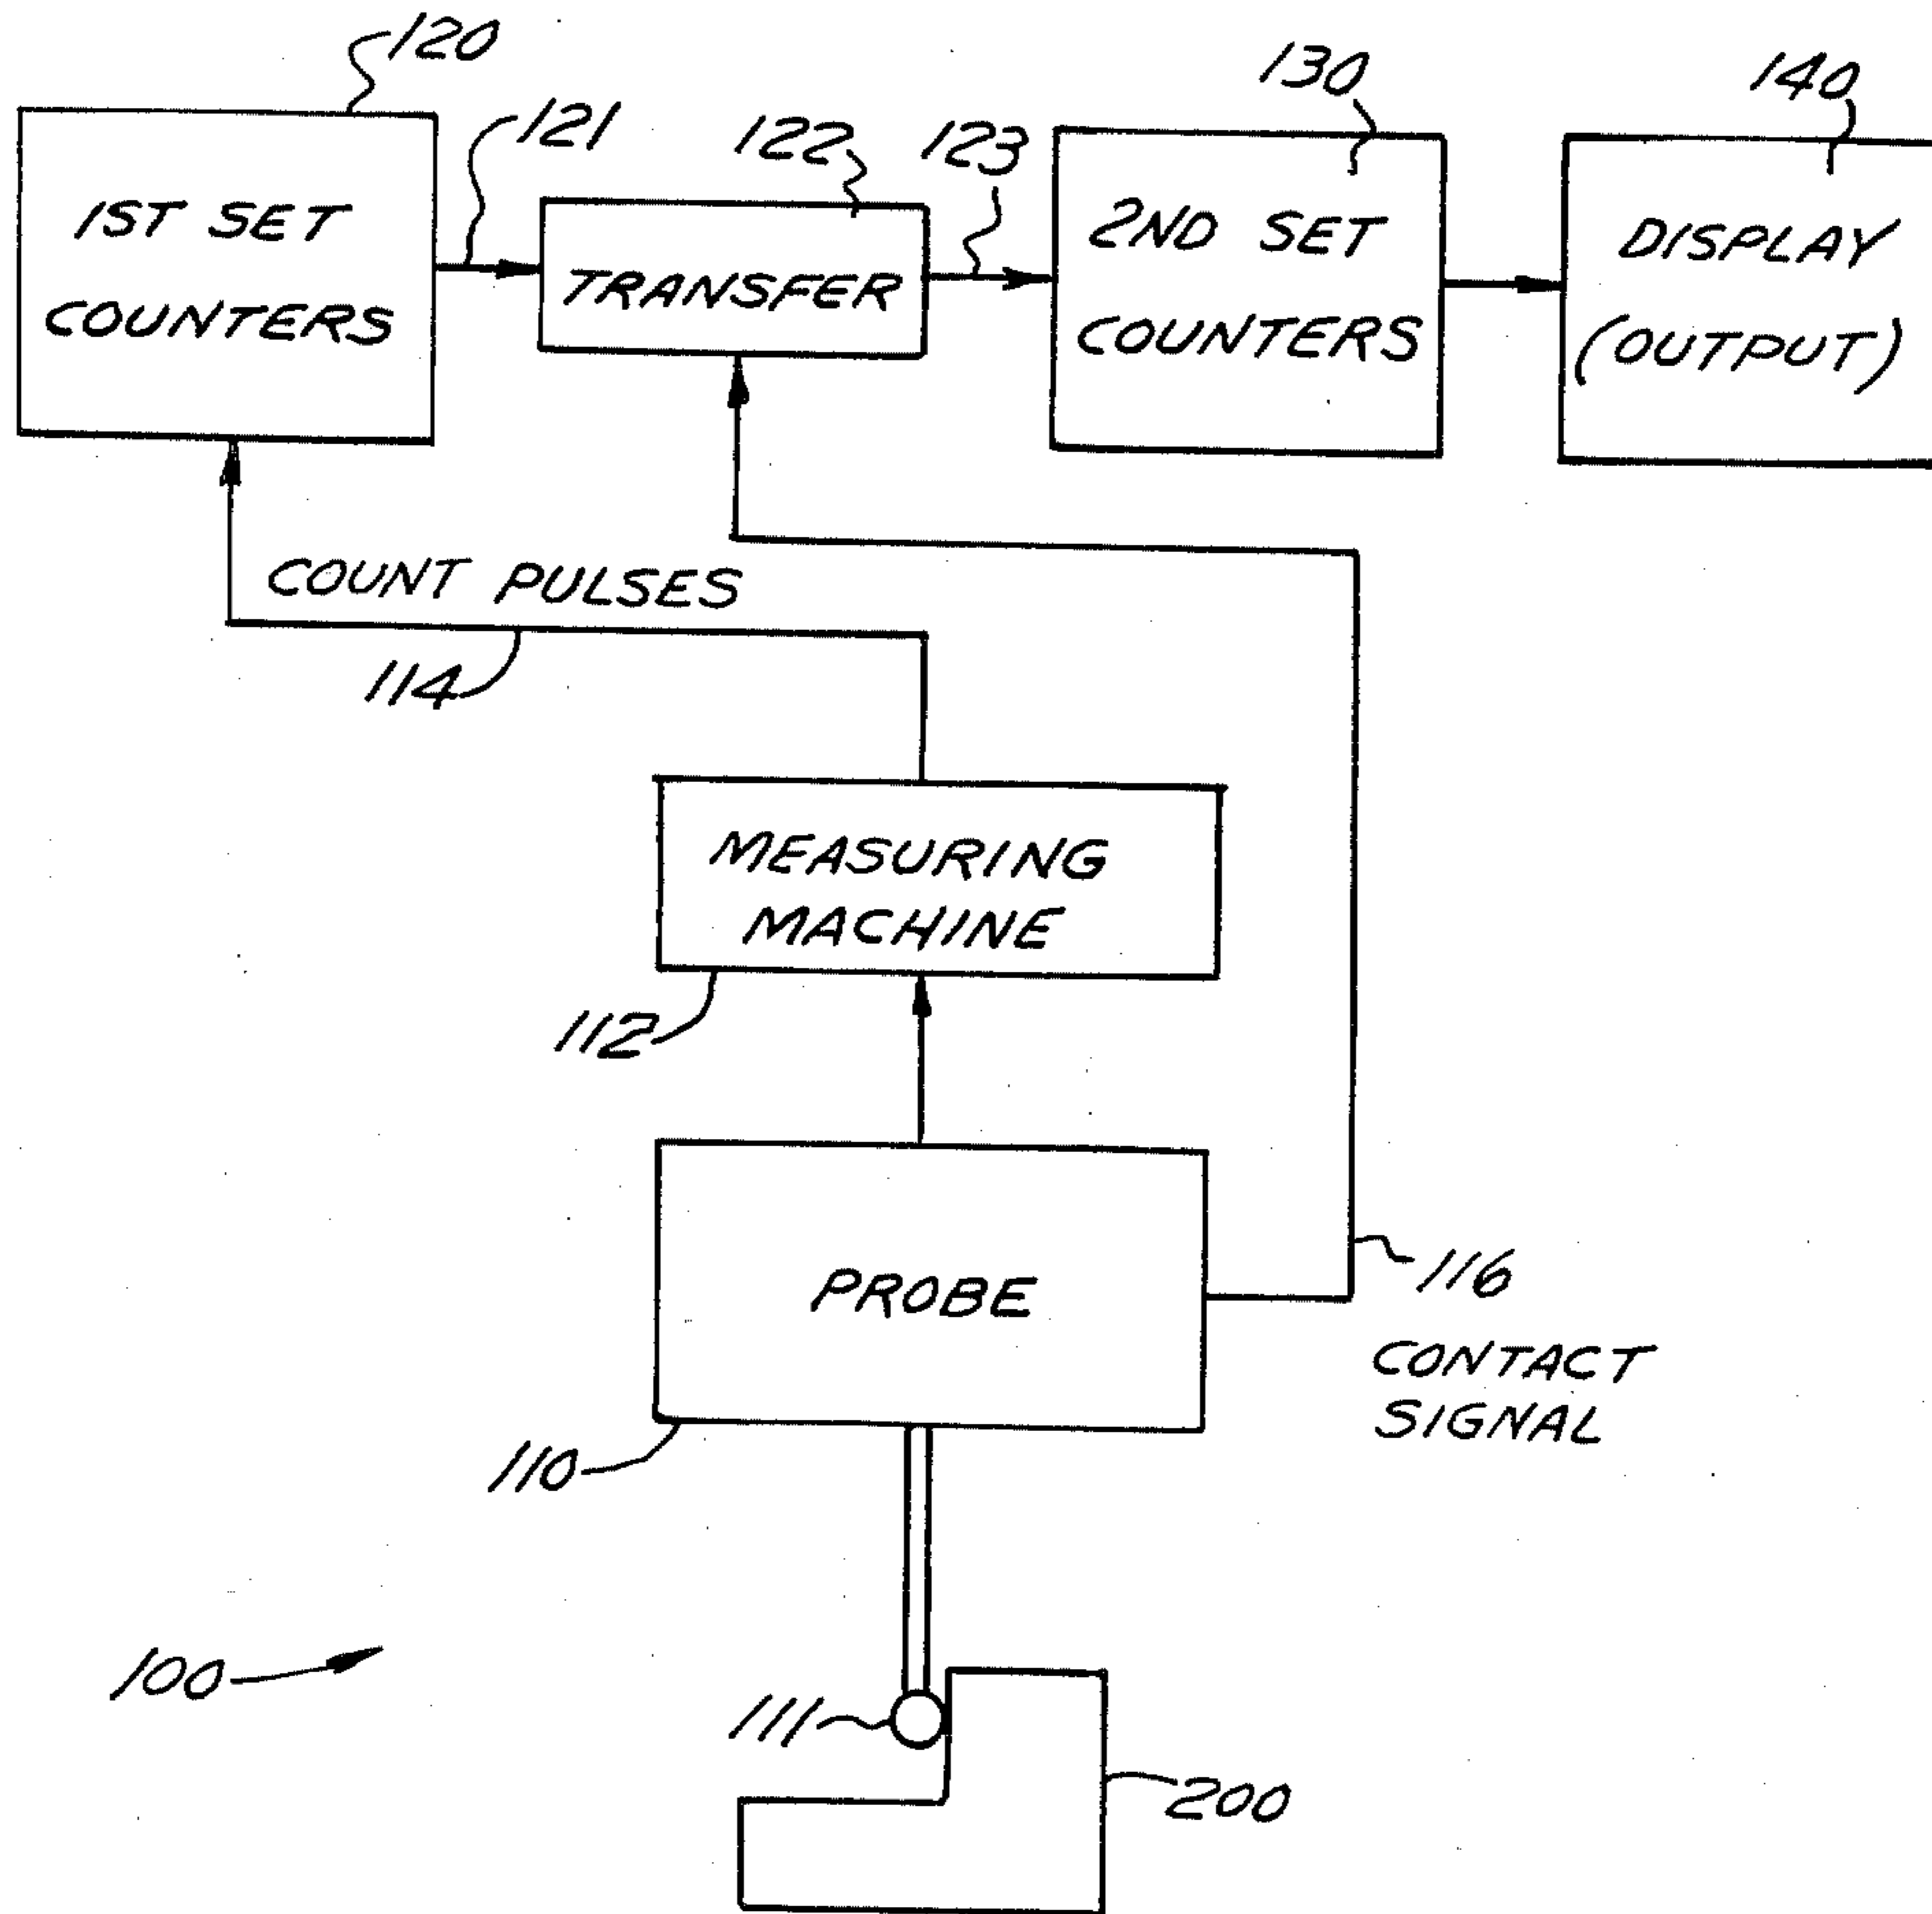 120
130
140
121
122
123
1ST SET
COUNTERS
TRANSFER
2ND SET
COUNTERS
DISPLAY
(OUTPUT)
COUNT PULSES
114
MEASURING
MACHINE
112
PROBE
116
CONTACT
SIGNAL
110
100
111
200